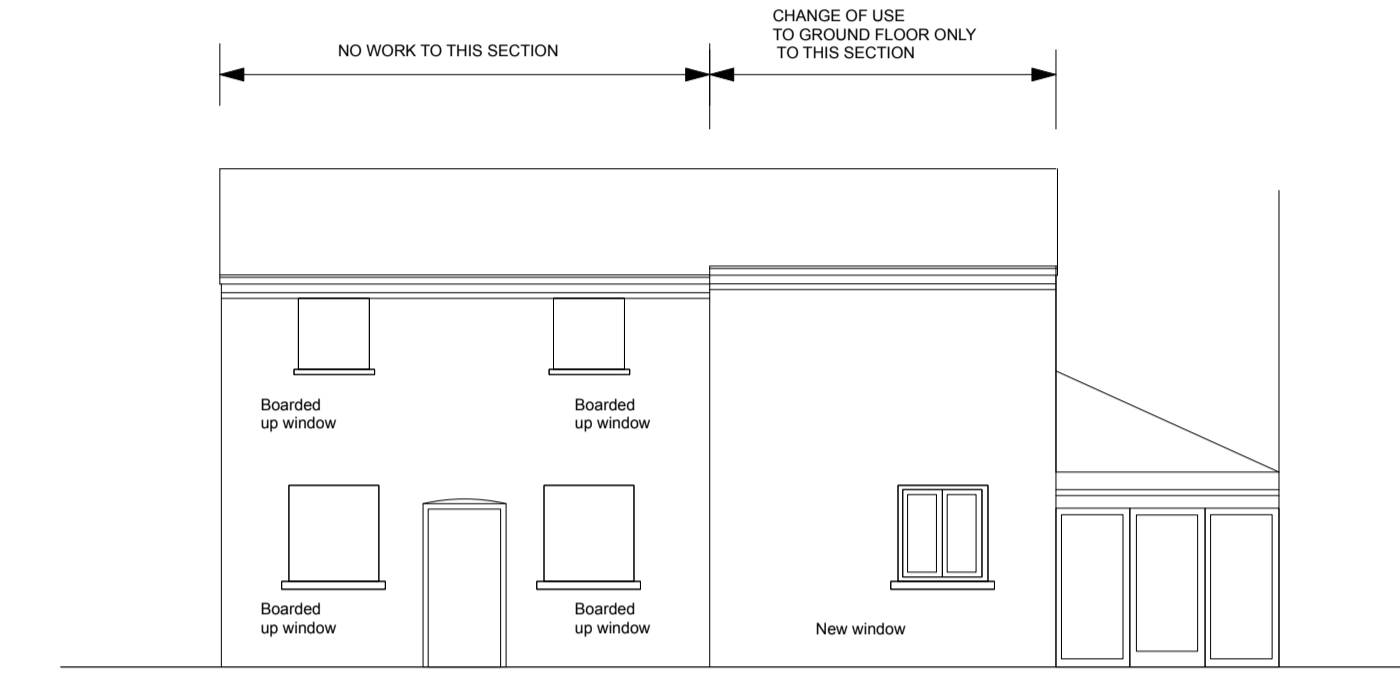 NO WORK TO THIS SECTION
CHANGE OF USE
TO GROUND FLOOR ONLY
TO THIS SECTION
Boarded
up window
Boarded
up window
Boarded
up window
Boarded
up window
New window